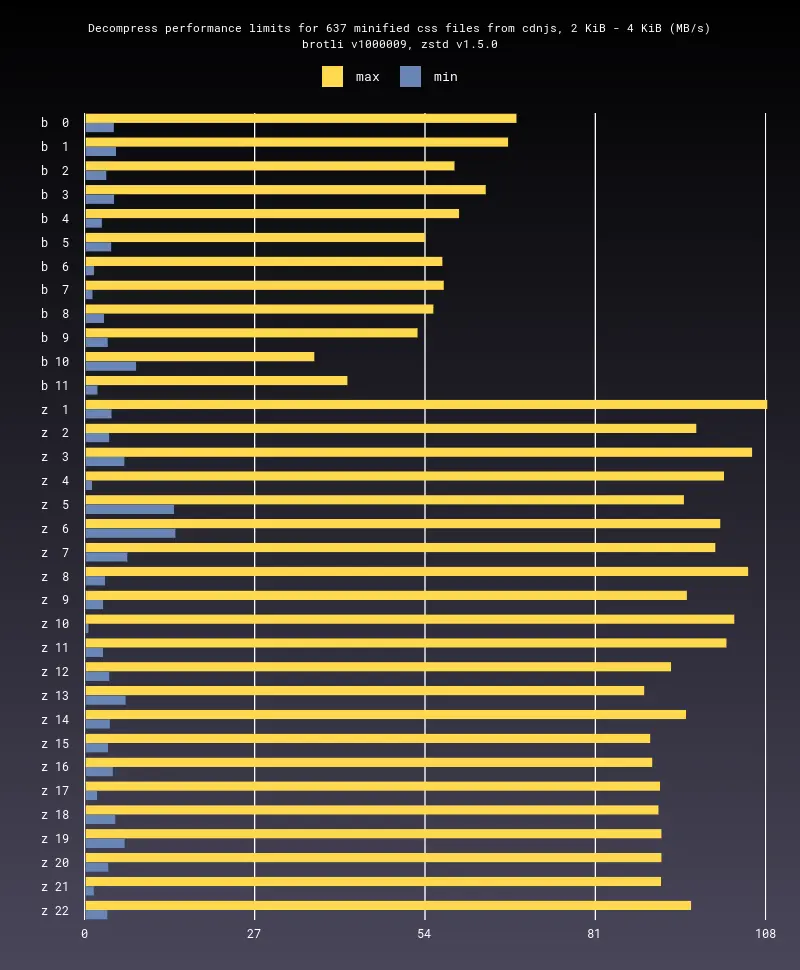 Decompress performance limits for 637 minified css files from cdnjs, 2 KiB - 4 KiB (MB/s)
brotli v1000009, zstd v1.5.0
max min
b 0
b 1
b 2
b 3
b 4
b 5
b 6
b 7
b 8
b 9
b 10
b 11
z 1
z 2
z 3
z 4
z 5
z 6
z 7
z 8
z 9
z 10
z 11
z 12
z 13
z 14
z 15
z 16
z 17
z 18
z 19
z 20
z 21
z 22
0 27 54 81 108